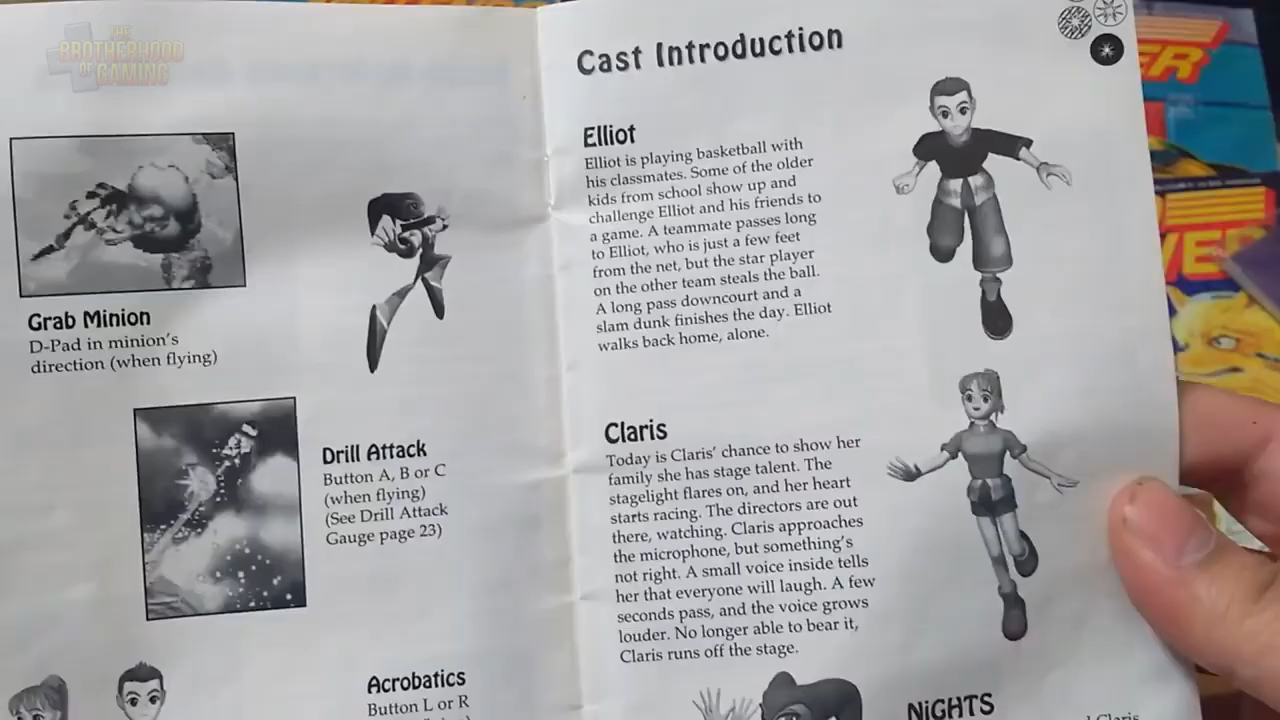 THE
BROTHERHOOD
OF GAMING
Grab Minion
D-Pad in minion's
direction (when flying)
Drill Attack
Button A, B or C
(when flying)
(See Drill Attack
Gauge page 23)
Acrobatics
Button L or R
Cast Introduction
Elliot
Elliot is playing basketball with
his classmates. Some of the older
kids from school show up and
challenge Elliot and his friends to
a game. A teammate passes long
to Elliot, who is just a few feet
from the net, but the star player
on the other team steals the ball.
A long pass downcourt and a
slam dunk finishes the day. Elliot
walks back home, alone.
Claris
Today is Claris' chance to show her
family she has stage talent. The
stagelight flares on, and her heart
starts racing. The directors are out
there, watching. Claris approaches
the microphone, but something's
not right. A small voice inside tells
her that everyone will laugh. A few
seconds pass, and the voice grows
louder. No longer able to bear it,
Claris runs off the stage.
NiGHTS
Claris